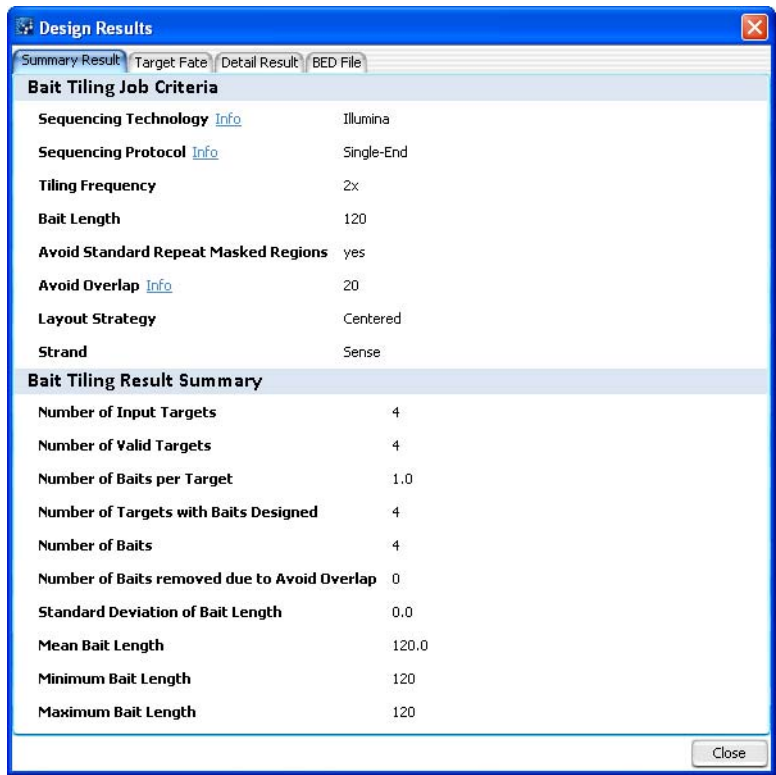 Design Results
Summary Result Target Fate Detail Result BED File
Bait Tiling Job Criteria
Sequencing Technology Info Illumina
Sequencing Protocol Info Single-End
Tiling Frequency 2x
Bait Length 120
Avoid Standard Repeat Masked Regions yes
Avoid Overlap Info 20
Layout Strategy Centered
Strand Sense
Bait Tiling Result Summary
Number of Input Targets 4
Number of Valid Targets 4
Number of Baits per Target 1.0
Number of Targets with Baits Designed 4
Number of Baits 4
Number of Baits removed due to Avoid Overlap 0
Standard Deviation of Bait Length 0.0
Mean Bait Length 120.0
Minimum Bait Length 120
Maximum Bait Length 120
Close